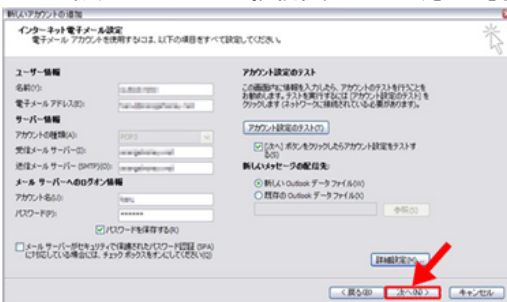 新しいアカウントの追加
インターネット電子メール設定
電子メール アカウントを使用するには、以下の項目をすべて設定してください。
ユーザー情報
名前(Y):
電子メール アドレス(E):
サーバー情報
アカウントの種類(A):
POP3
受信メール サーバー(I):
送信メール サーバー (SMTP)(O):
メール サーバーへのログオン情報
アカウント名(U):
パスワード(P):
******
パスワードを保存する(R)
メール サーバーがセキュリティで保護されたパスワード認証 (SPA)
に対応している場合には、チェック ボックスをオンにしてください(Q)
アカウント設定のテスト
この画面内に情報を入力したら、アカウントのテストを行うことを
お勧めします。テストを実行するには [アカウント設定のテスト] を
クリックします (ネットワークに接続されている必要があります)。
アカウント設定のテスト(T)
[次へ] ボタンをクリックしたらアカウント設定をテストす
る(S)
新しいメッセージの配信先:
新しい Outlook データ ファイル(W)
既存の Outlook データ ファイル(X)
参照(S)
詳細設定(M)...
< 戻る(B)
次へ(N) >
キャンセル